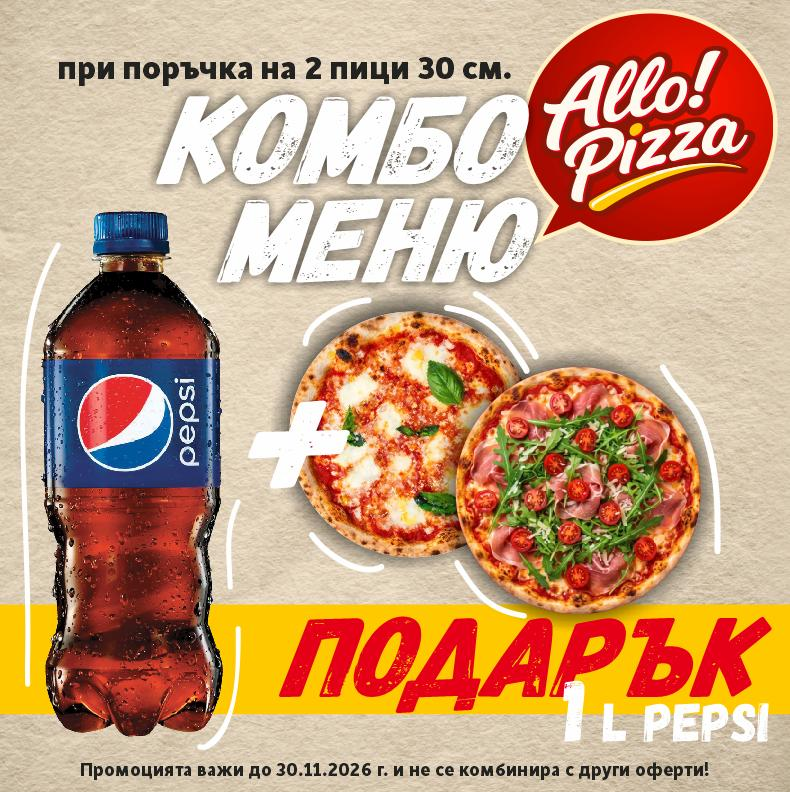 при поръчка на 2 пици 30 см.
КОМБО
МЕНЮ
Allo!
Pizza
pepsi
ПОДАРЪК
1 L PEPSI
Промоцията важи до 30.11.2026 г. и не се комбинира с други оферти!